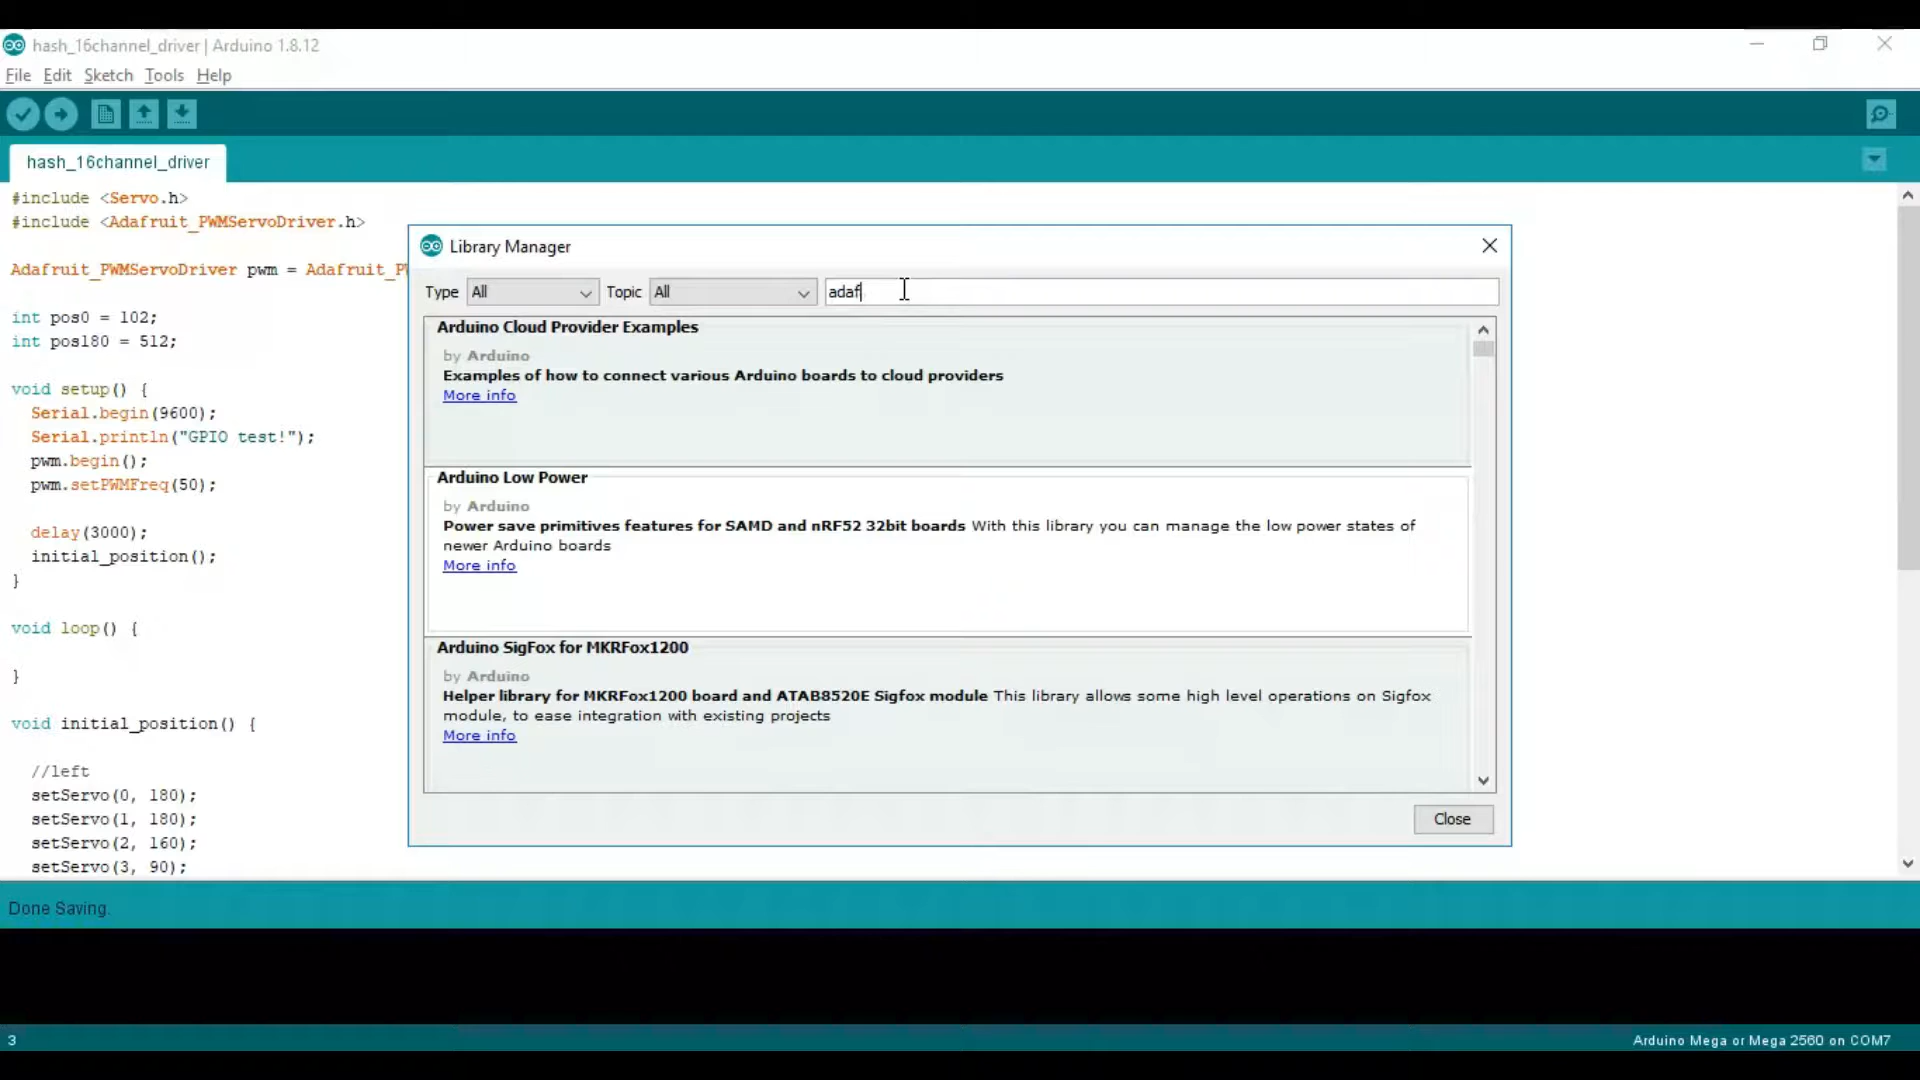 hash_16channel_driver | Arduino 1.8.12
File Edit Sketch Tools Help
hash_16channel_driver
#include <Servo.h>
#include <Adafruit_PWMServoDriver.h>
Adafruit_PWMServoDriver pwm = Adafruit_P
int pos0 = 102;
int pos180 = 512;
void setup() {
Serial.begin(9600);
Serial.println("GPIO test!");
pwm.begin();
pwm.setPWMFreq(50);
delay(3000);
initial_position();
}
void loop() {
}
void initial_position() {
//left
setServo(0, 180);
setServo(1, 180);
setServo(2, 160);
setServo(3, 90);
Library Manager
Type All Topic All adaf
Arduino Cloud Provider Examples
by Arduino
Examples of how to connect various Arduino boards to cloud providers
More info
Arduino Low Power
by Arduino
Power save primitives features for SAMD and nRF52 32bit boards With this library you can manage the low power states of
newer Arduino boards
More info
Arduino SigFox for MKRFox1200
by Arduino
Helper library for MKRFox1200 board and ATAB8520E Sigfox module This library allows some high level operations on Sigfox
module, to ease integration with existing projects
More info
Close
Done Saving.
3 Arduino Mega or Mega 2560 on COM7